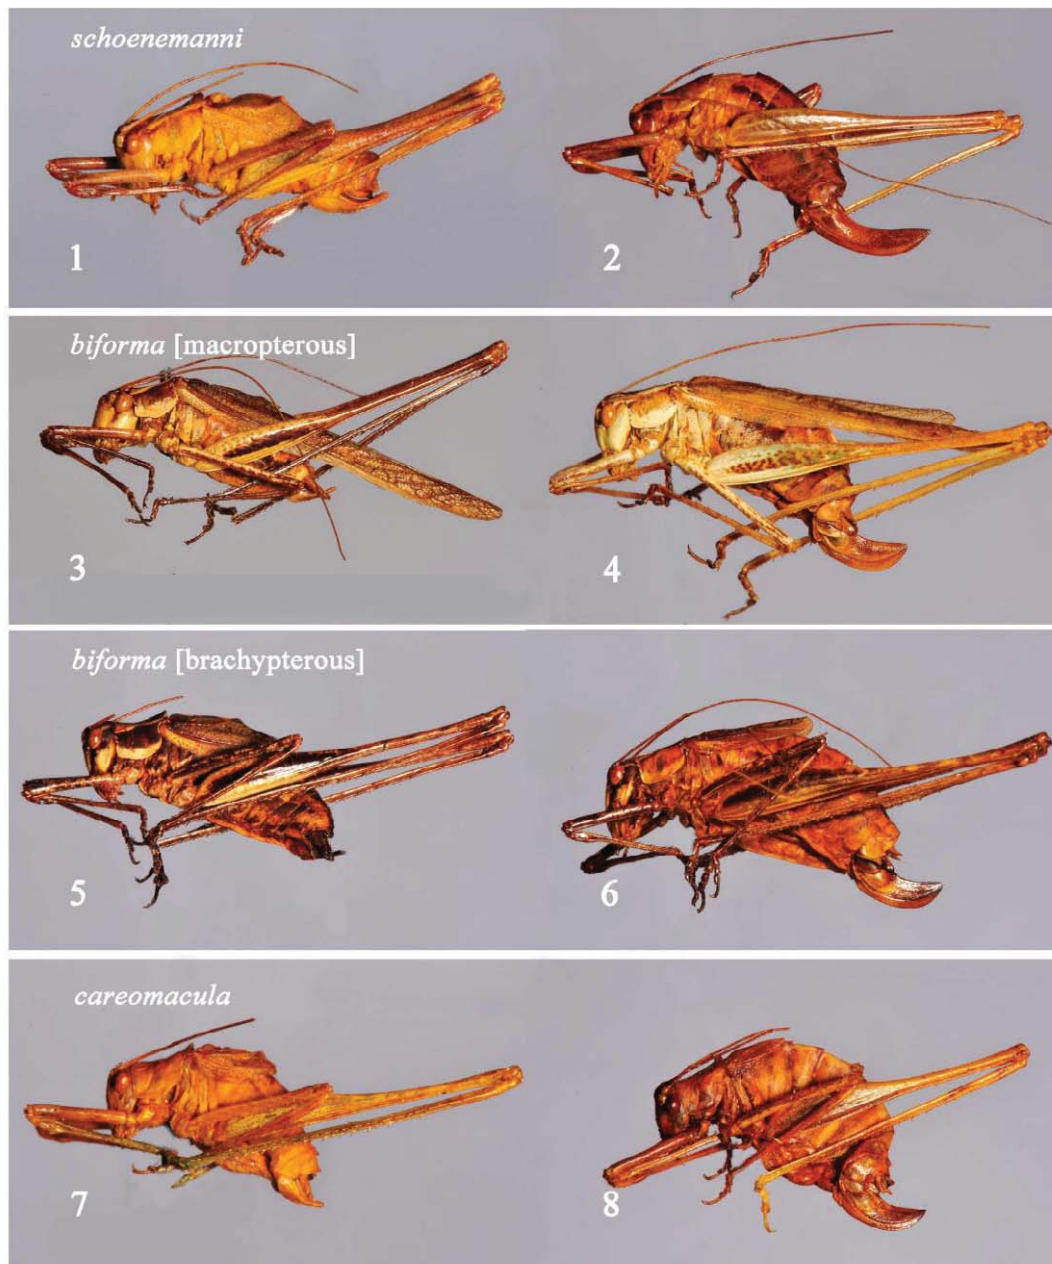 schoenemanni
1
2
biforma [macropterous]
3
4
biforma [brachypterous]
5
6
careomacula
7
8